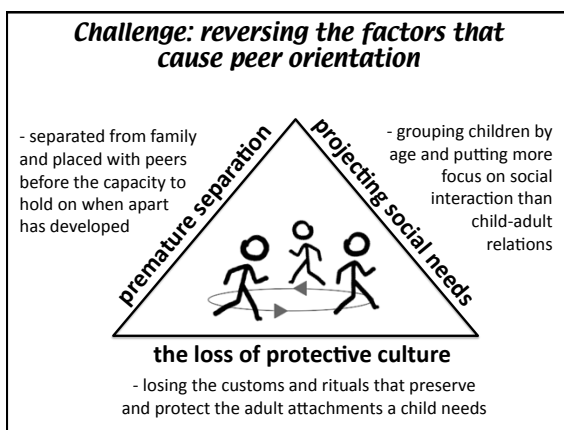 Challenge: reversing the factors that
cause peer orientation
- separated from family
and placed with peers
before the capacity to
hold on when apart
has developed
premature separation
projecting social needs
- grouping children by
age and putting more
focus on social
interaction than
child-adult
relations
the loss of protective culture
- losing the customs and rituals that preserve
and protect the adult attachments a child needs